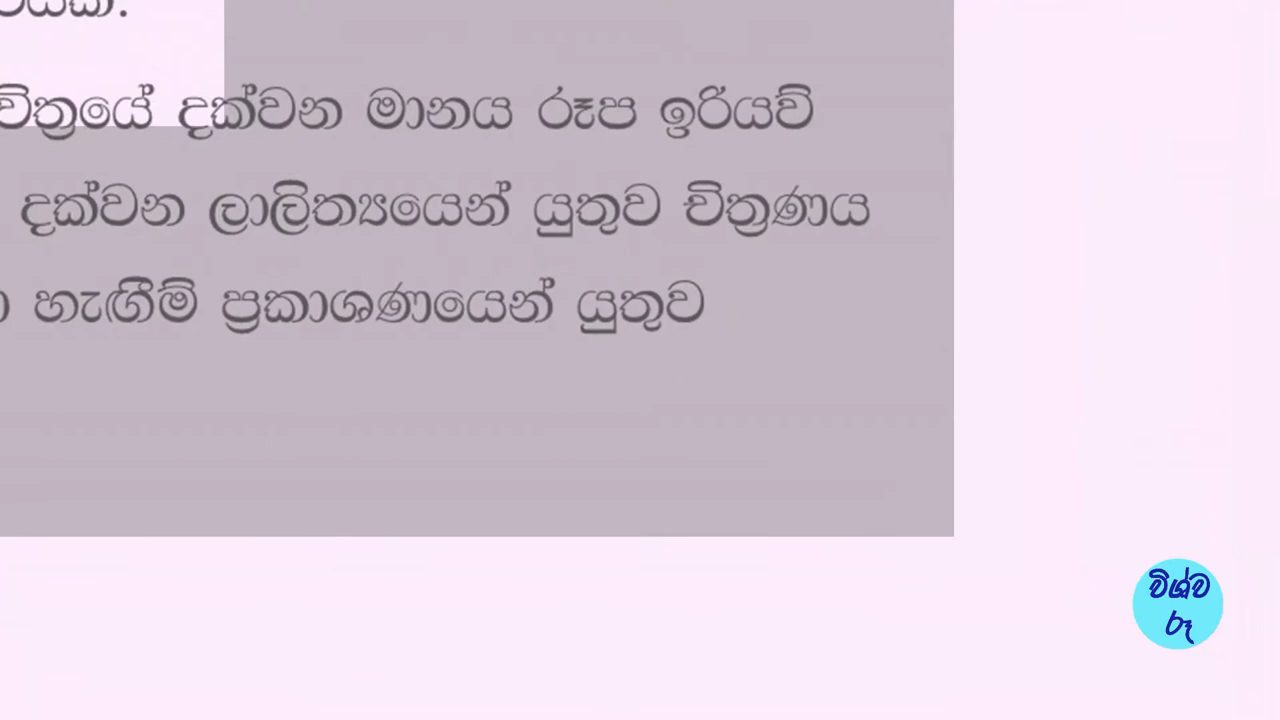 චිත්‍රයේ දක්වන මානය රූප ඉරියව්
දක්වන ලාලිත්‍යයෙන් යුතුව චිත්‍රණය
හැඟීම් ප්‍රකාශණයෙන් යුතුව
විශ්ව
රූ